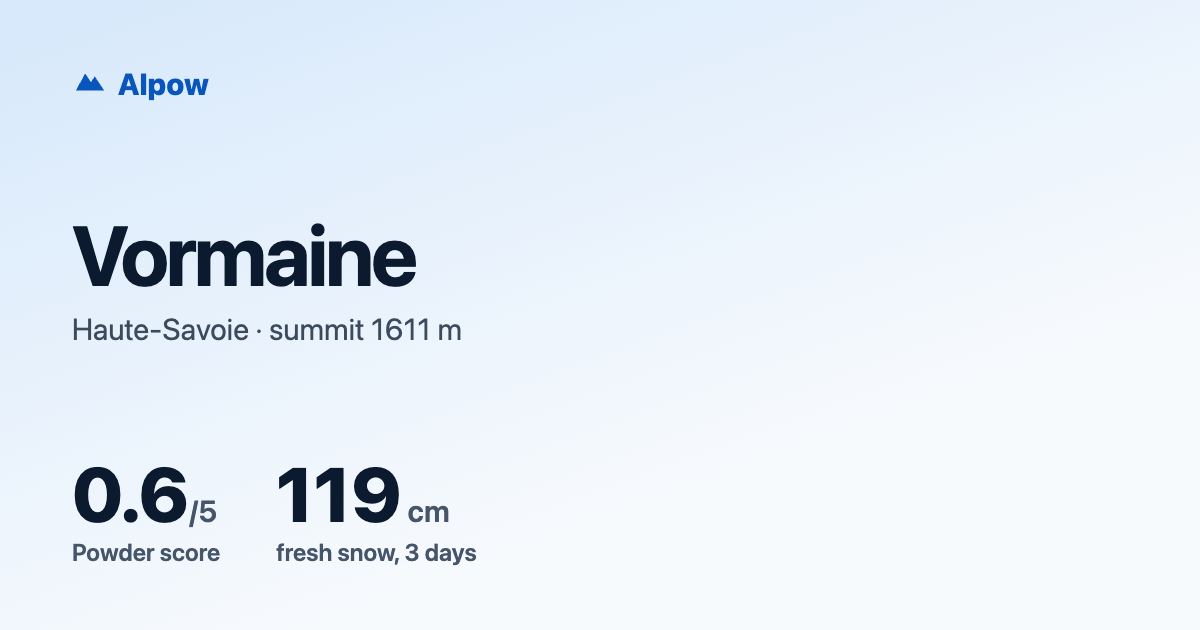 Alpow
Vormaine
Haute-Savoie · summit 1611 m
0.6/5 119 cm
Powder score fresh snow, 3 days